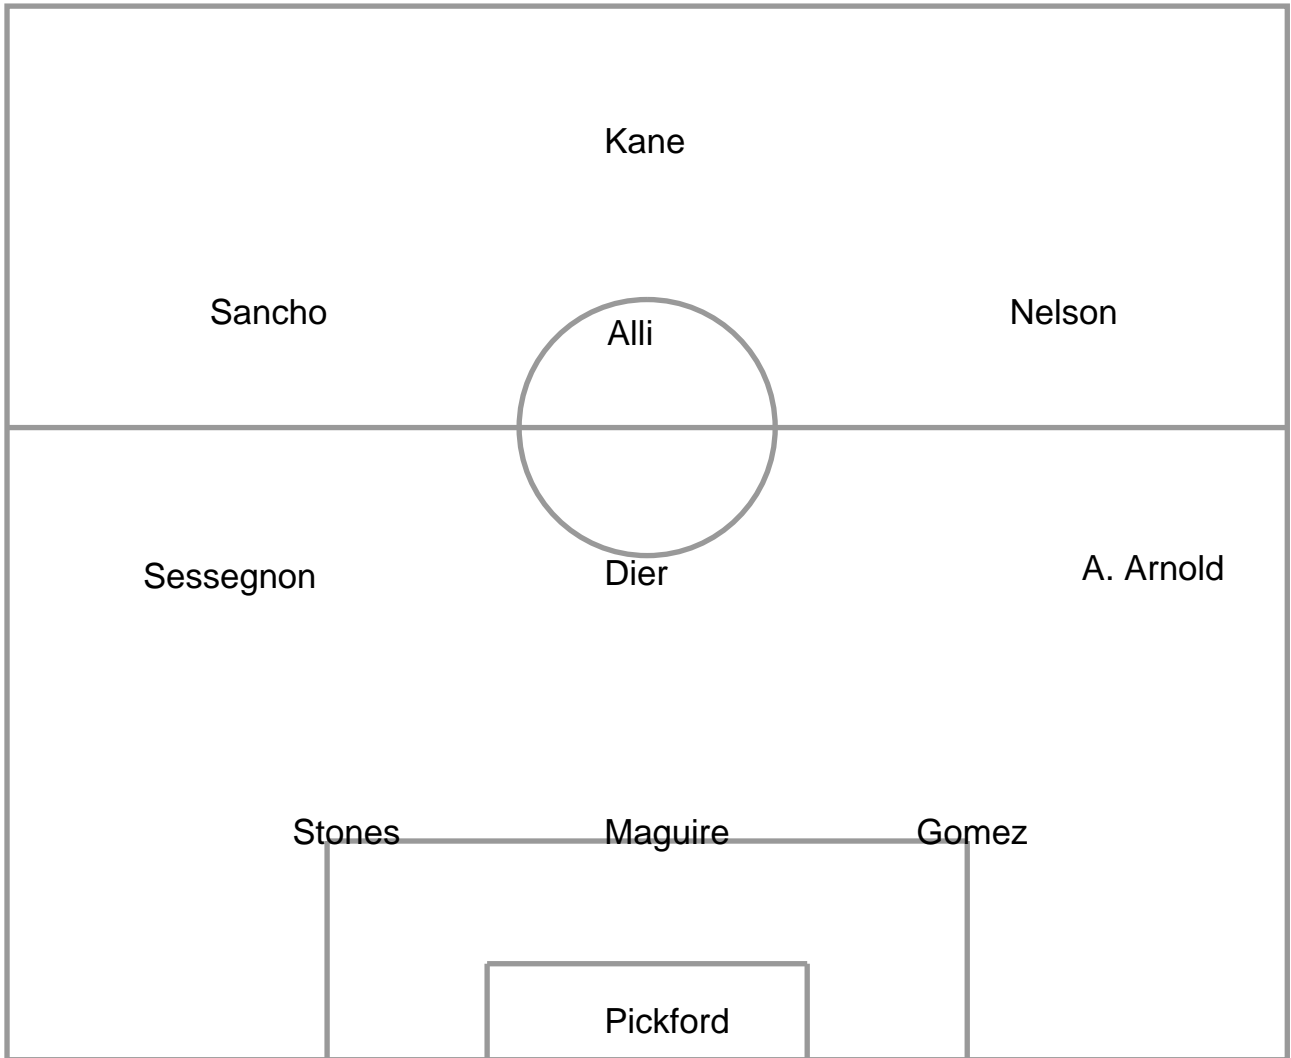 Kane
Sancho
Alli
Nelson
Sessegnon
Dier
A. Arnold
Stones
Maguire
Gomez
Pickford